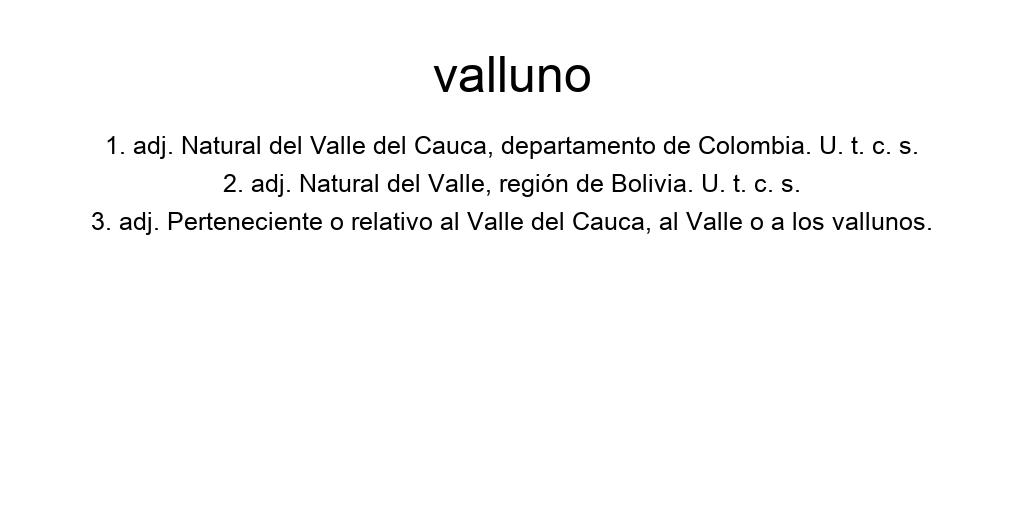 valluno
1. adj. Natural del Valle del Cauca, departamento de Colombia. U. t. c. s.
2. adj. Natural del Valle, región de Bolivia. U. t. c. s.
3. adj. Perteneciente o relativo al Valle del Cauca, al Valle o a los vallunos.